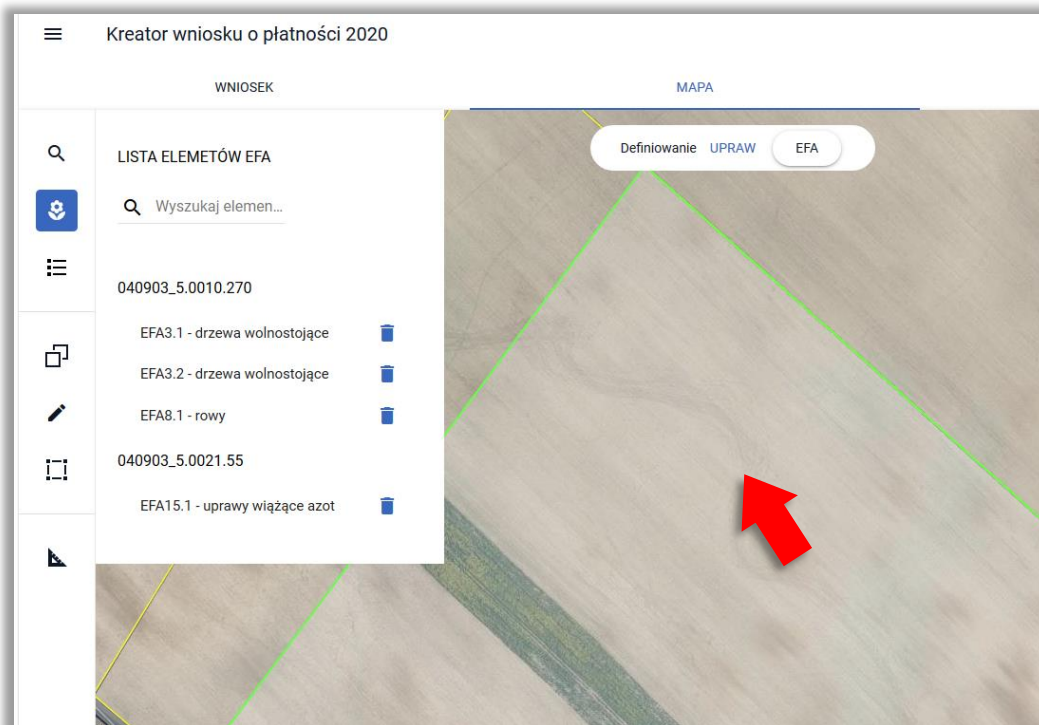 Kreator wniosku o płatności 2020
WNIOSEK
MAPA
LISTA ELEMETÓW EFA
Definiowanie UPRAW EFA
Wyszukaj elemen...
040903_5.0010.270
EFA3.1 - drzewa wolnostojące
EFA3.2 - drzewa wolnostojące
EFA8.1 - rowy
040903_5.0021.55
EFA15.1 - uprawy wiążące azot